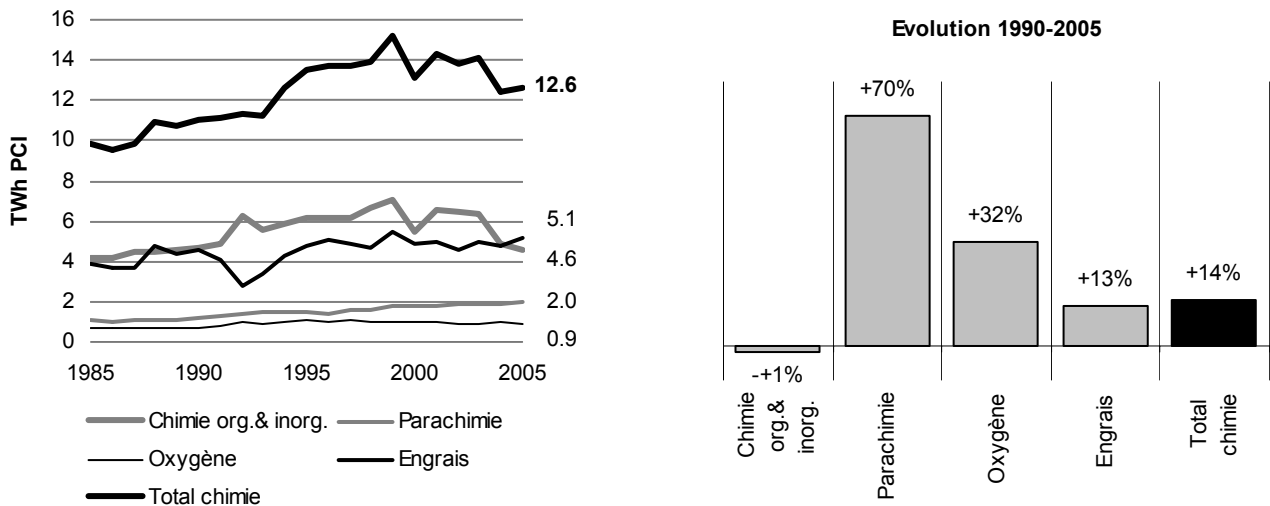 16
14
12
10
8
6
4
2
0
TWh PCI
12.6
5.1
4.6
2.0
0.9
1985 1990 1995 2000 2005
Chimie org.& inorg. Parachimie
Oxygène Engrais
Total chimie
Evolution 1990-2005
+70%
+32%
+13%
+14%
-+1%
Chimie
org.&
inorg.
Parachimie
Oxygène
Engrais
Total
chimie